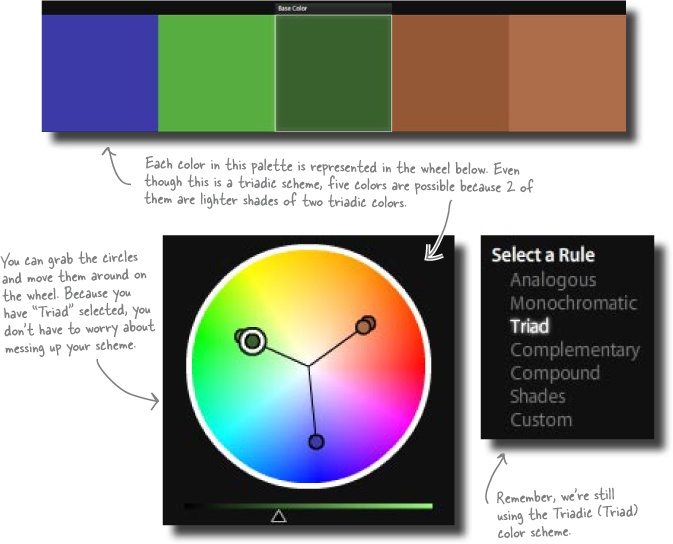 Base Color
Each color in this palette is represented in the wheel below. Even
though this is a triadic scheme, five colors are possible because 2 of
them are lighter shades of two triadic colors.
You can grab the circles
and move them around on
the wheel. Because you
have “Triad” selected, you
don’t have to worry about
messing up your scheme.
Select a Rule
Analogous
Monochromatic
Triad
Complementary
Compound
Shades
Custom
Remember, we’re still
using the Triadic (Triad)
color scheme.